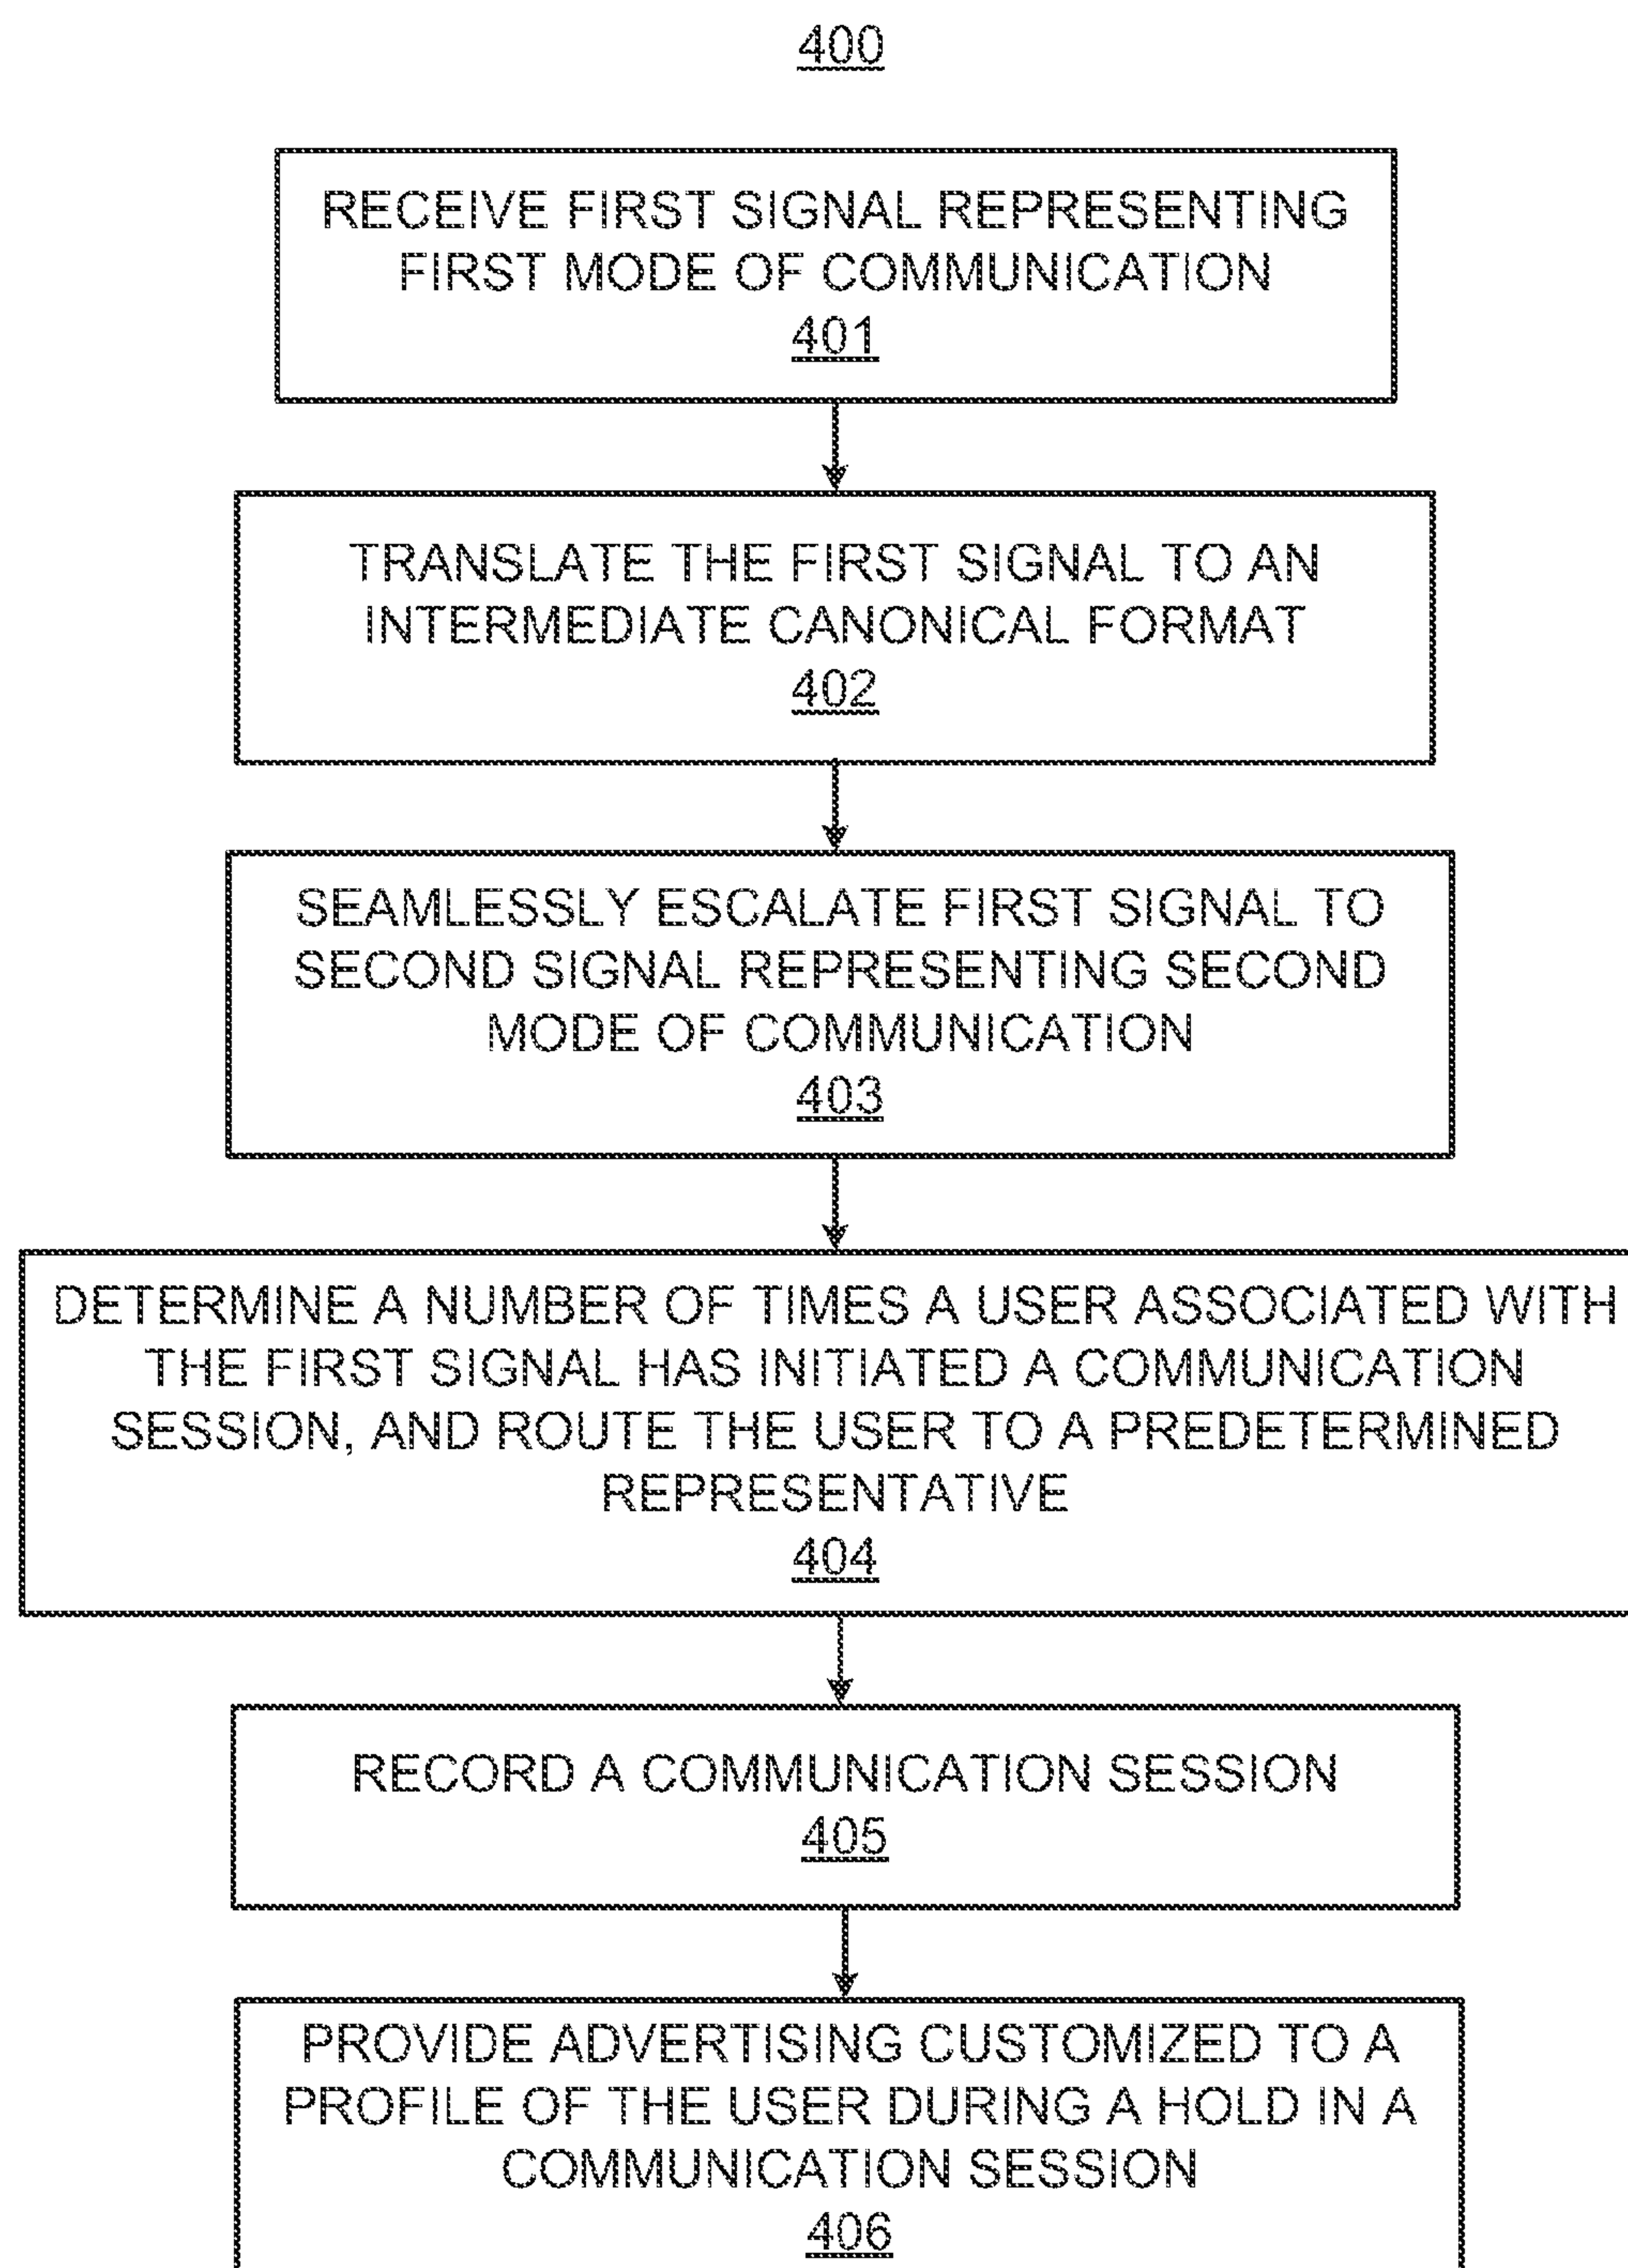 400
RECEIVE FIRST SIGNAL REPRESENTING
FIRST MODE OF COMMUNICATION
401
TRANSLATE THE FIRST SIGNAL TO AN
INTERMEDIATE CANONICAL FORMAT
402
SEAMLESSLY ESCALATE FIRST SIGNAL TO
SECOND SIGNAL REPRESENTING SECOND
MODE OF COMMUNICATION
403
DETERMINE A NUMBER OF TIMES A USER ASSOCIATED WITH
THE FIRST SIGNAL HAS INITIATED A COMMUNICATION
SESSION, AND ROUTE THE USER TO A PREDETERMINED
REPRESENTATIVE
404
RECORD A COMMUNICATION SESSION
405
PROVIDE ADVERTISING CUSTOMIZED TO A
PROFILE OF THE USER DURING A HOLD IN A
COMMUNICATION SESSION
406